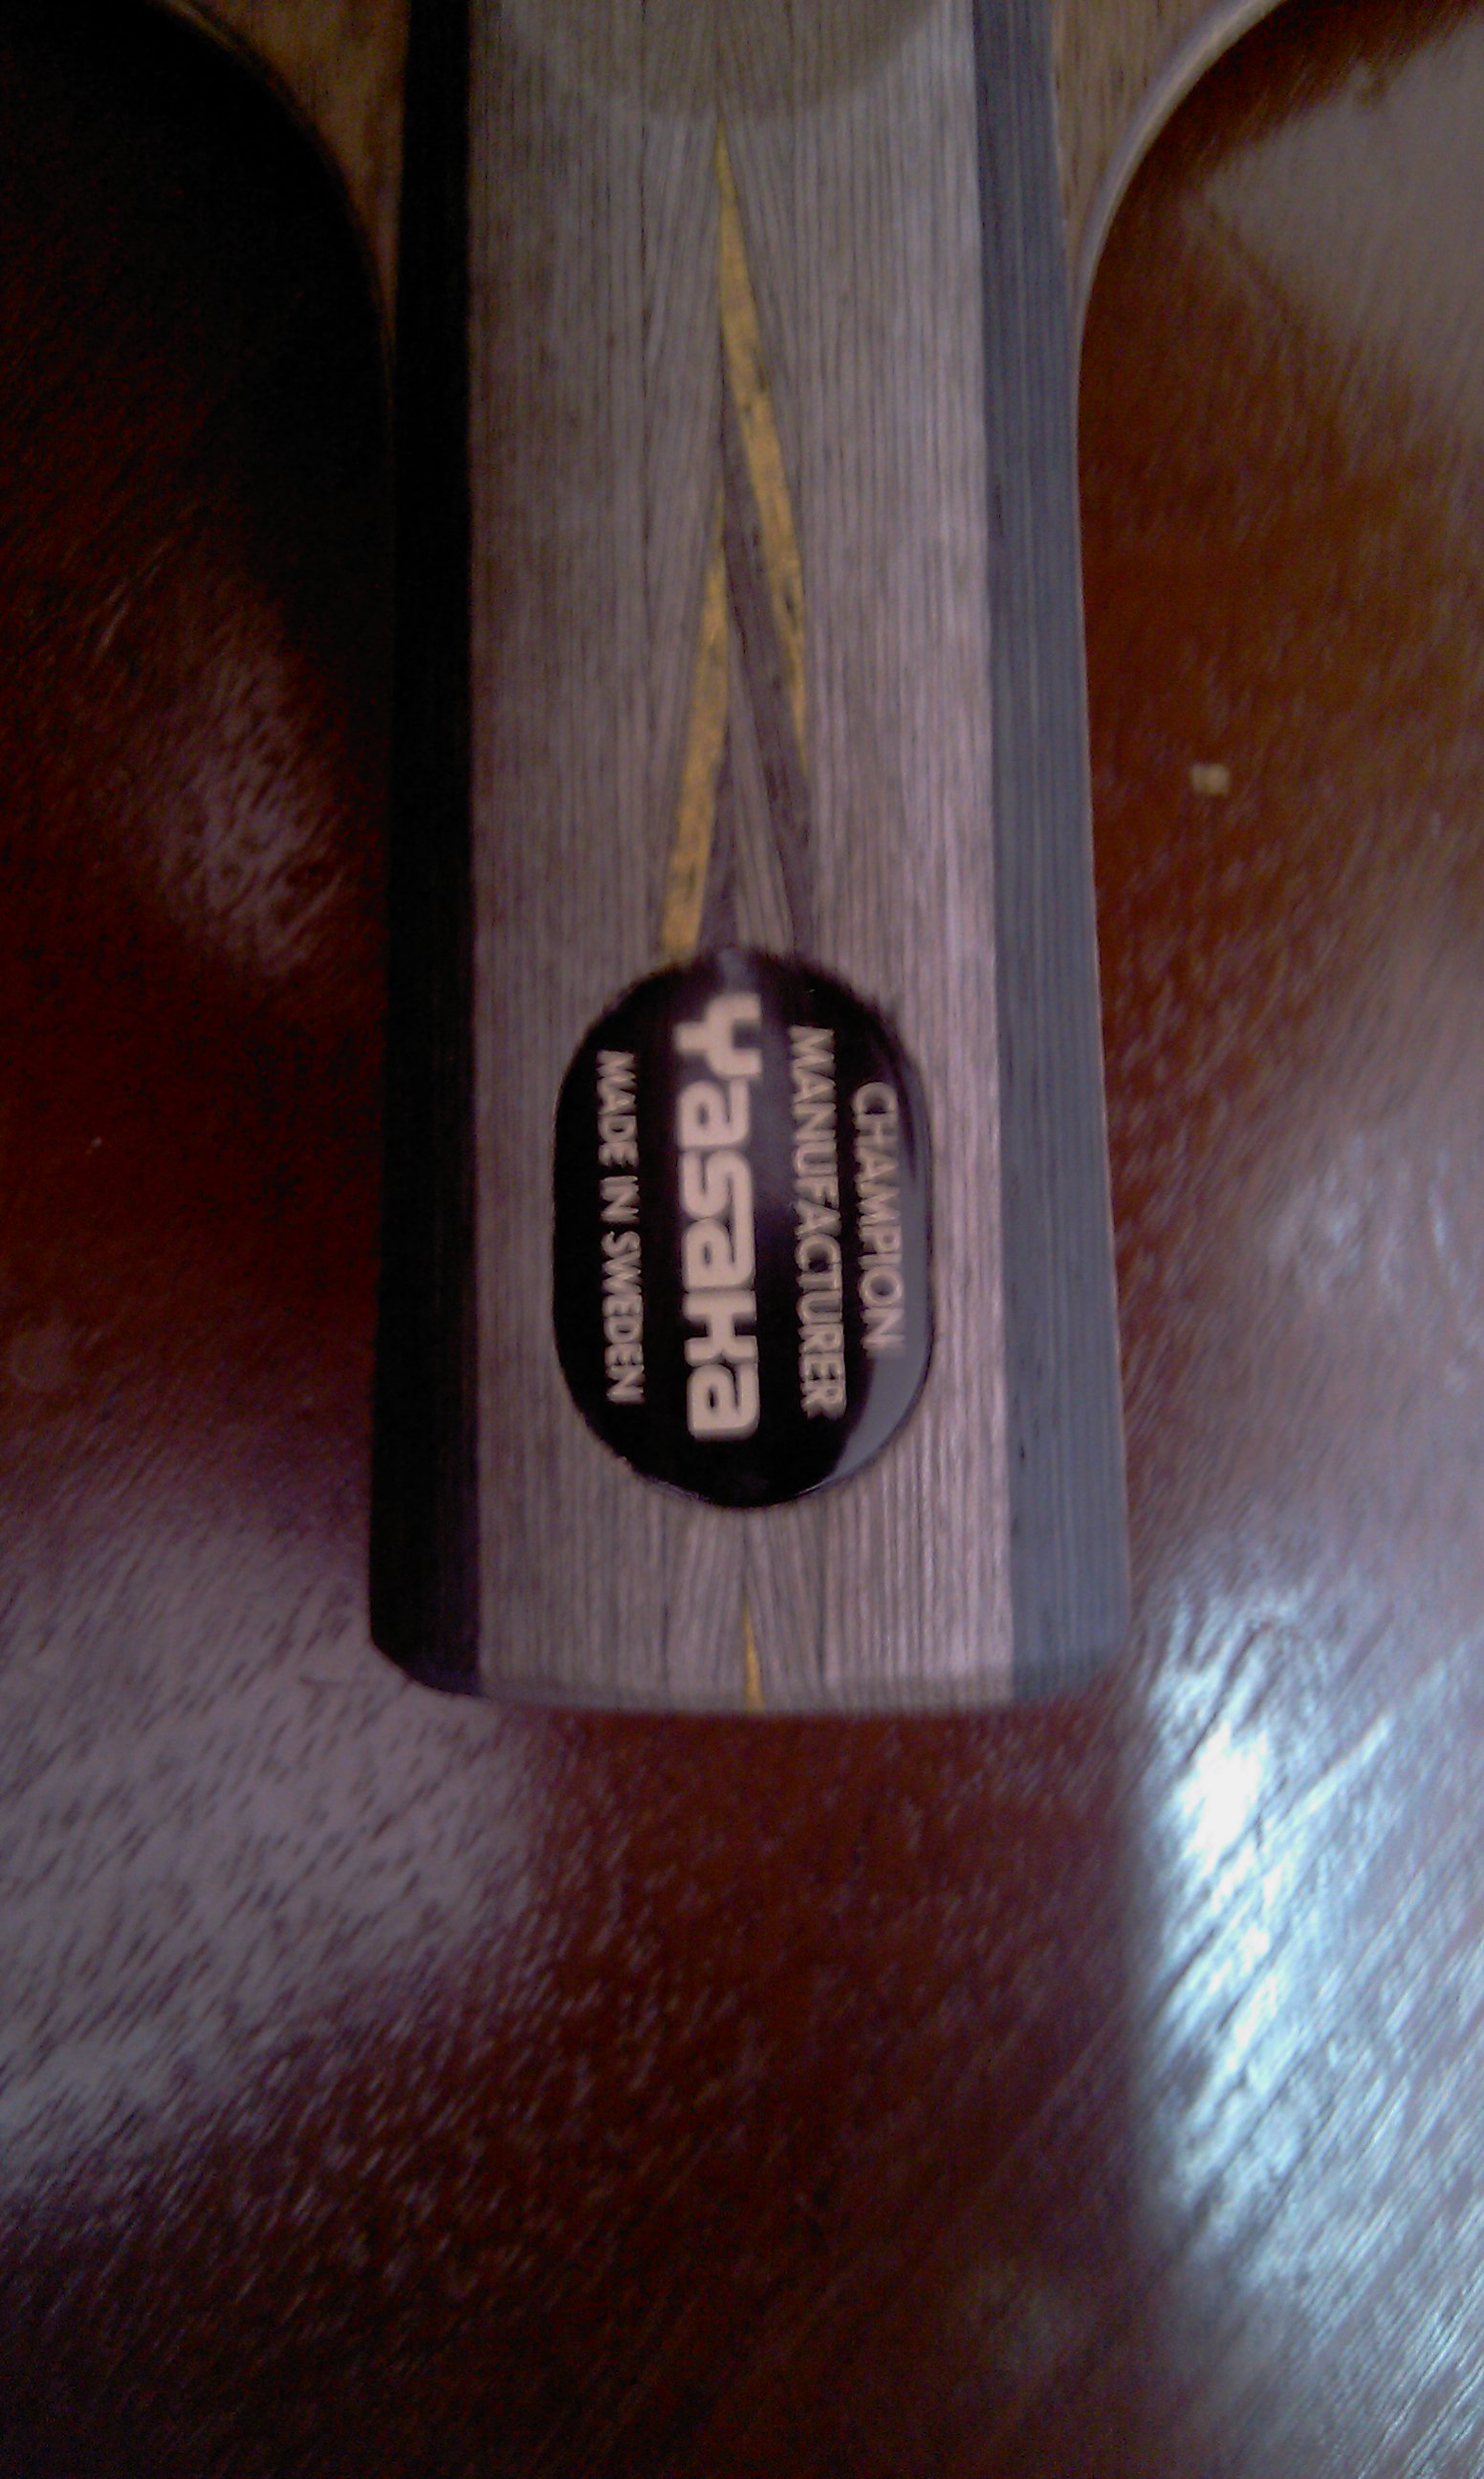 CHAMPION
MANUFACTURER
Yasaka
MADE IN SWEDEN